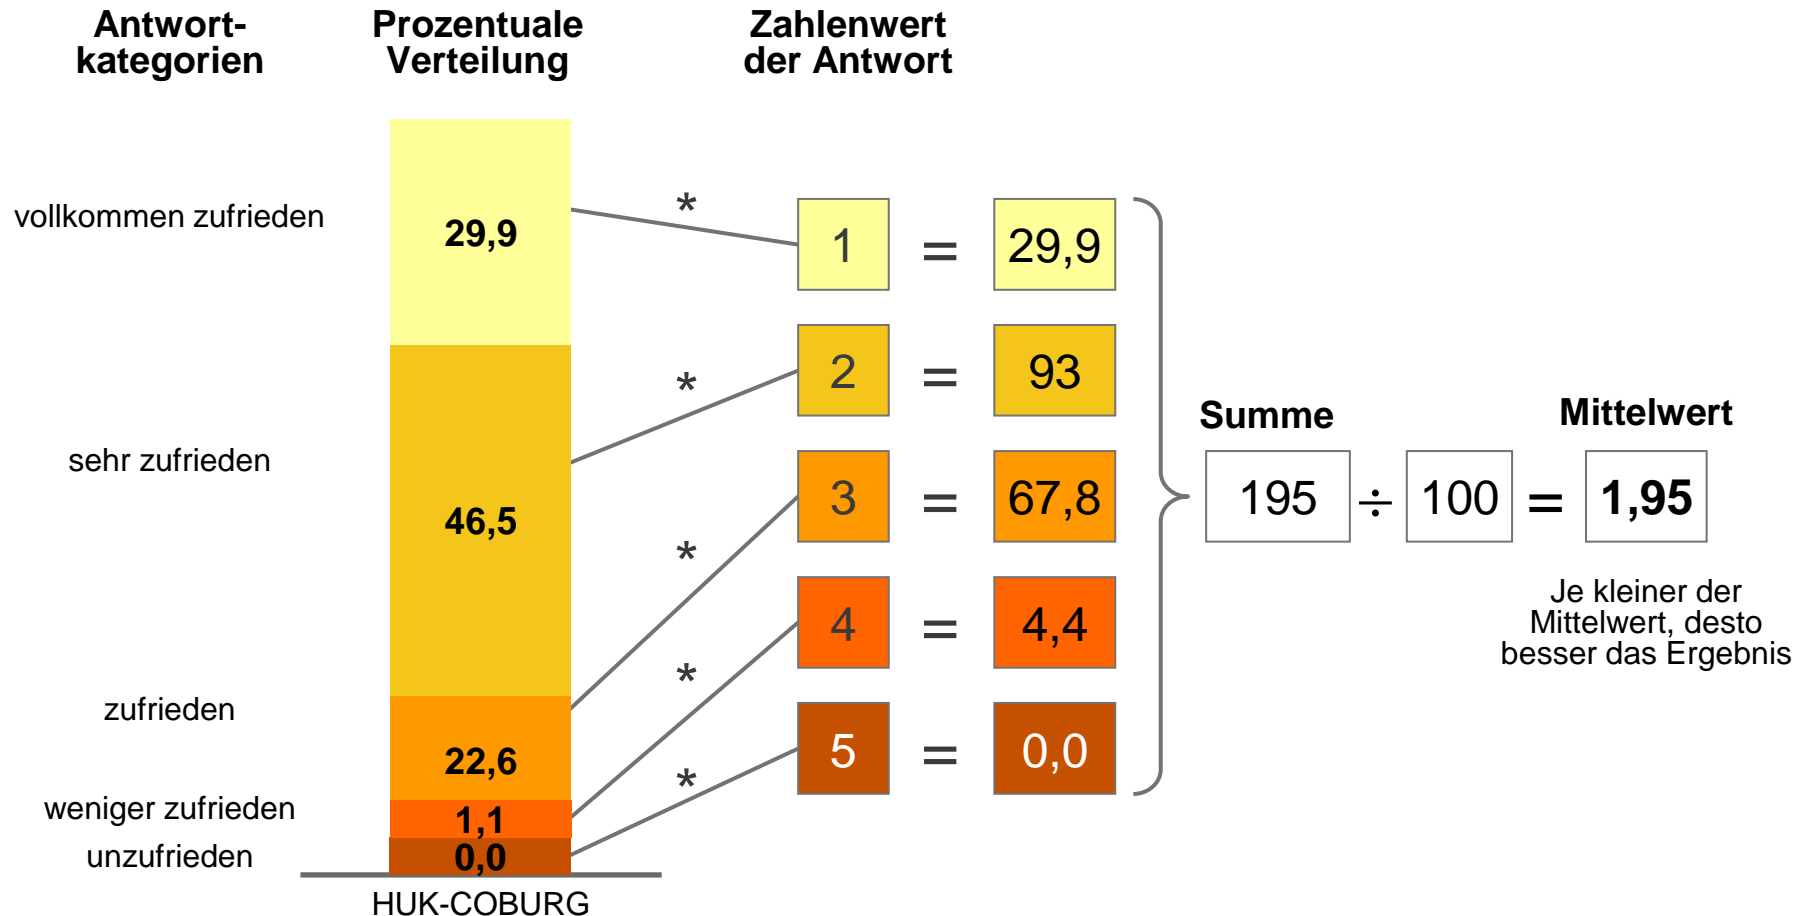 Antwort-
kategorien
Prozentuale
Verteilung
Zahlenwert
der Antwort
vollkommen zufrieden
29,9
*
1
=
29,9
sehr zufrieden
46,5
*
2
=
93
zufrieden
22,6
*
3
=
67,8
weniger zufrieden
1,1
*
4
=
4,4
unzufrieden
0,0
*
5
=
0,0
HUK-COBURG
Summe
Mittelwert
195 ÷ 100 = 1,95
Je kleiner der
Mittelwert, desto
besser das Ergebnis